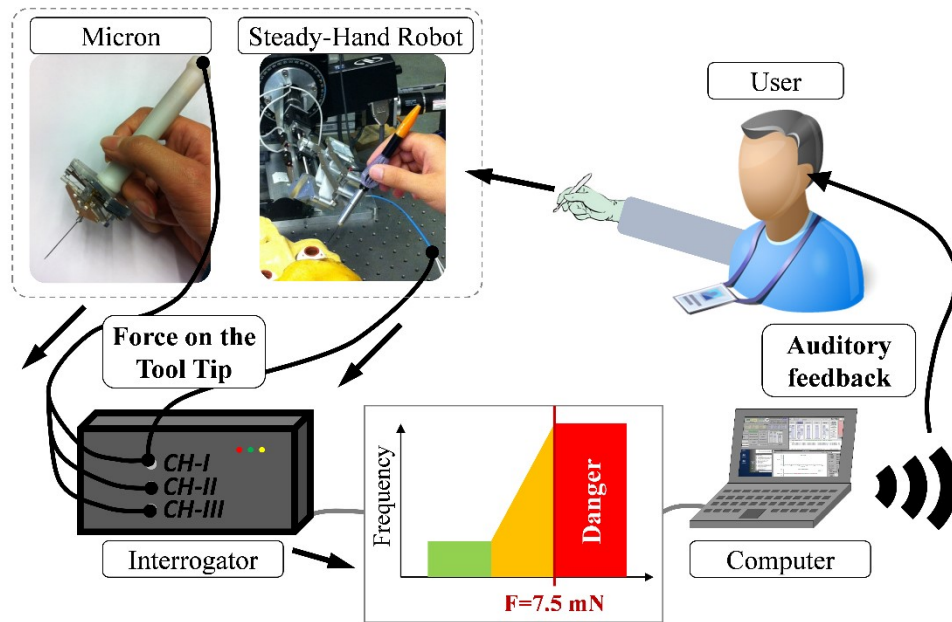 Micron
Steady-Hand Robot
User
Force on the
Tool Tip
Auditory
feedback
CH-I
CH-II
CH-III
Interrogator
Frequency
Danger
F=7.5 mN
Computer